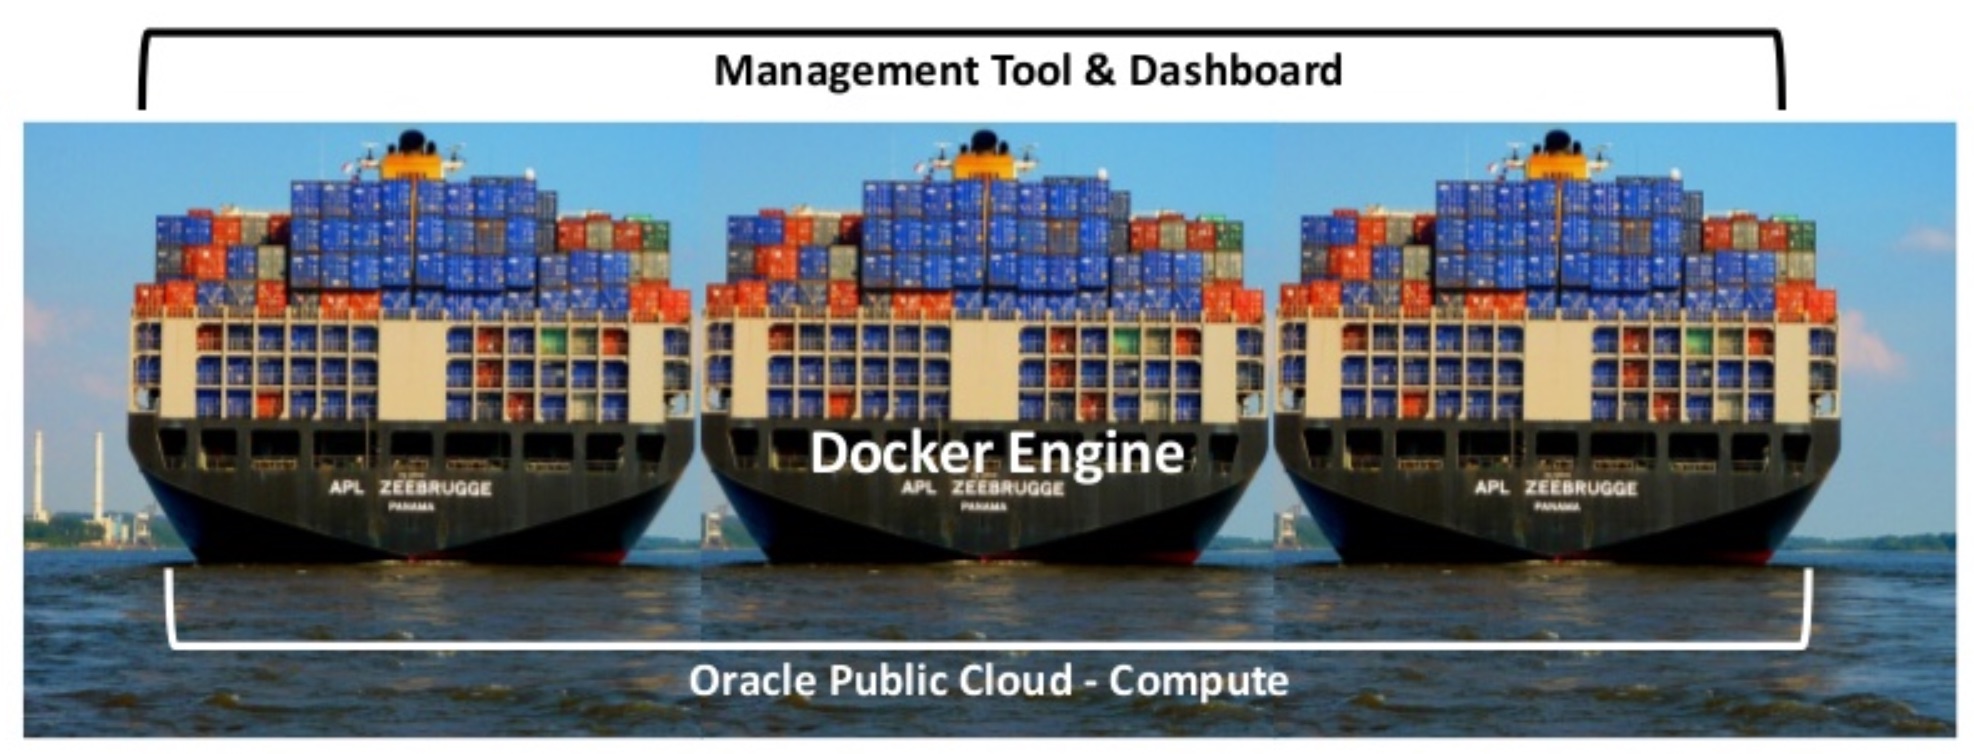 Management Tool & Dashboard
Docker Engine
APL ZEEBRUGGE
PANAMA
APL ZEEBRUGGE
PANAMA
APL ZEEBRUGGE
PANAMA
Oracle Public Cloud - Compute